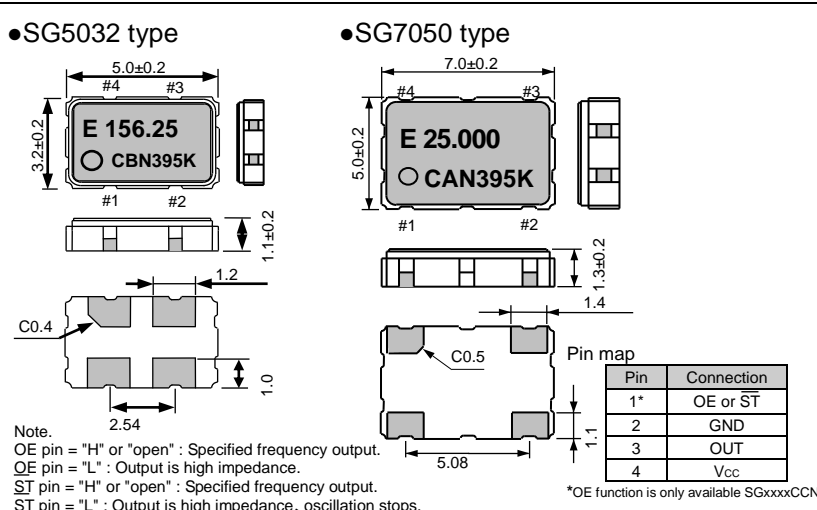 ●SG5032 type
5.0±0.2
#4 #3
3.2±0.2
E 156.25
CBN395K
#1 #2
1.1±0.2
1.2
C0.4
1.0
2.54
●SG7050 type
7.0±0.2
#4 #3
5.0±0.2
E 25.000
CAN395K
#1 #2
1.3±0.2
1.4
C0.5
1.1
5.08
Pin map
Pin Connection
1* OE or S̅T̅
2 GND
3 OUT
4 Vcc
*OE function is only available SGxxxxCCN
Note.
OE pin = "H" or "open" : Specified frequency output.
OE pin = "L" : Output is high impedance.
S̅T̅ pin = "H" or "open" : Specified frequency output.
S̅T̅ pin = "L" : Output is high impedance, oscillation stops.